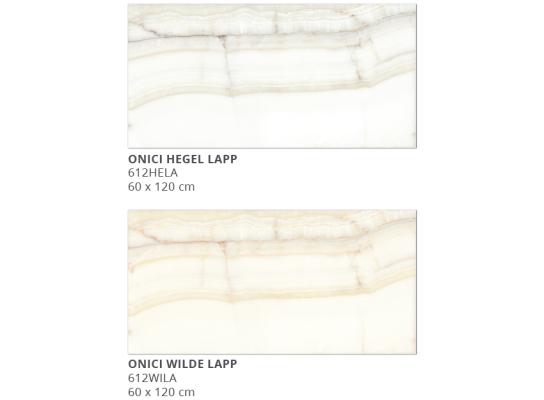 ONICI HEGEL LAPP
612HELA
60 x 120 cm
ONICI WILDE LAPP
612WILA
60 x 120 cm